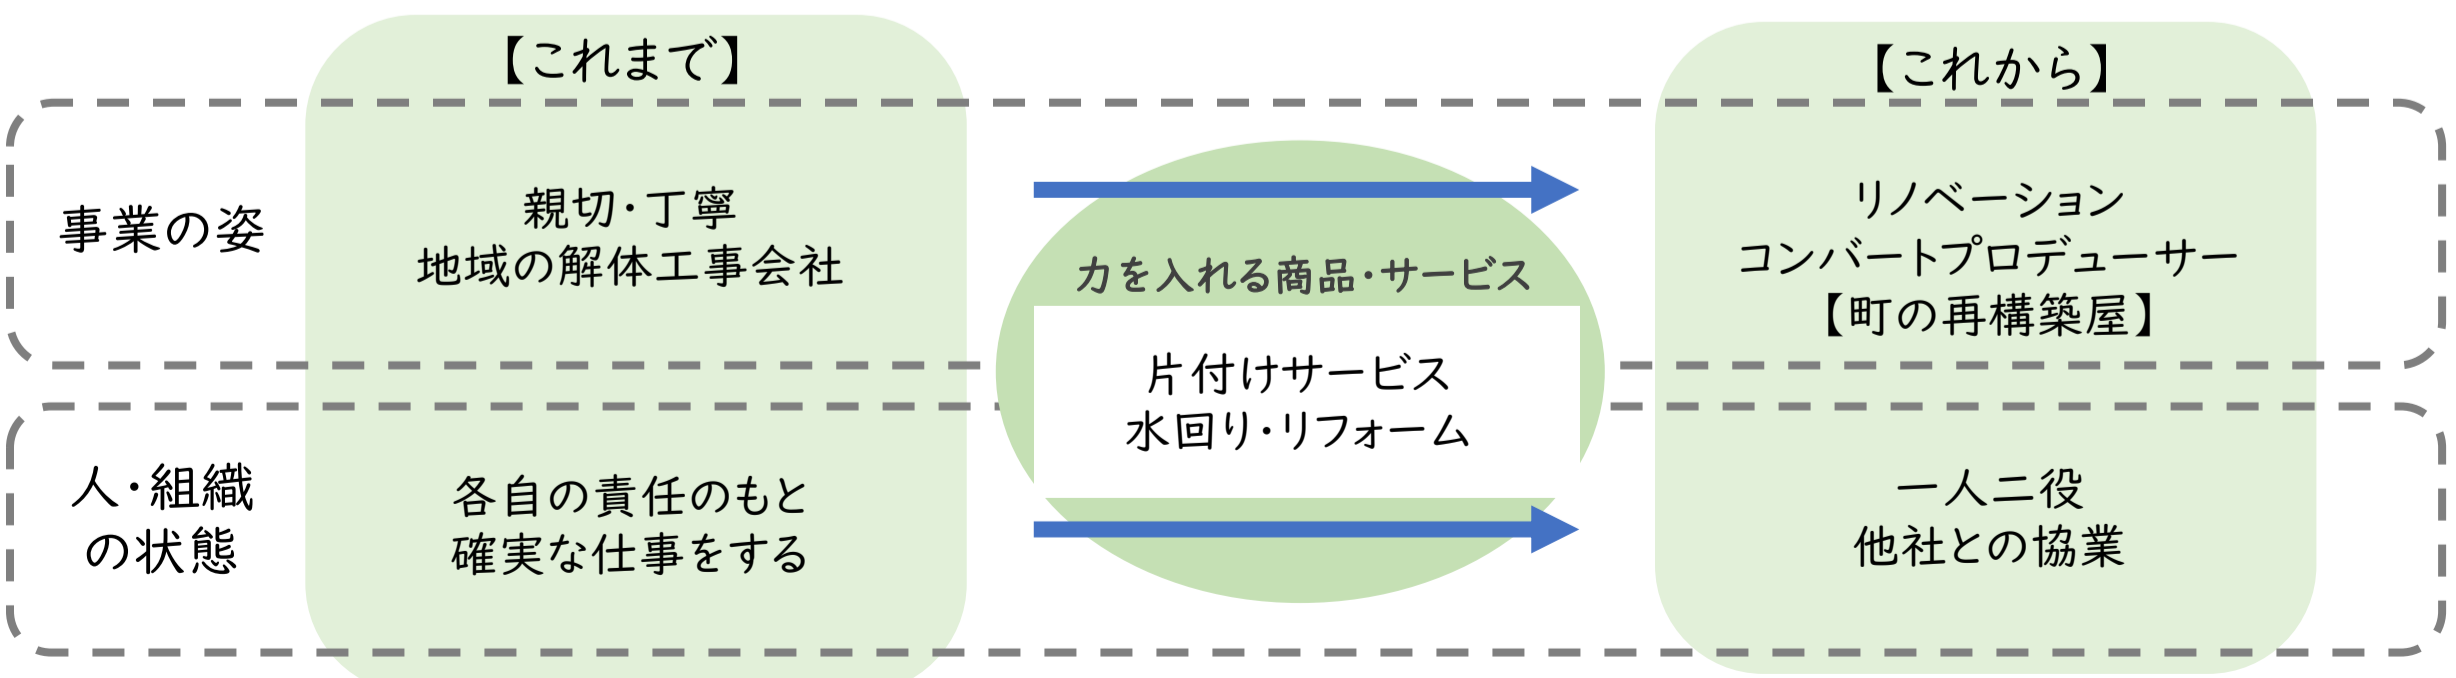 【これまで】
【これから】
事業の姿
親切・丁寧
地域の解体工事会社
力を入れる商品・サービス
片付けサービス
水回り・リフォーム
リノベーション
コンバートプロデューサー
【町の再構築屋】
人・組織
の状態
各自の責任のもと
確実な仕事をする
一人二役
他社との協業